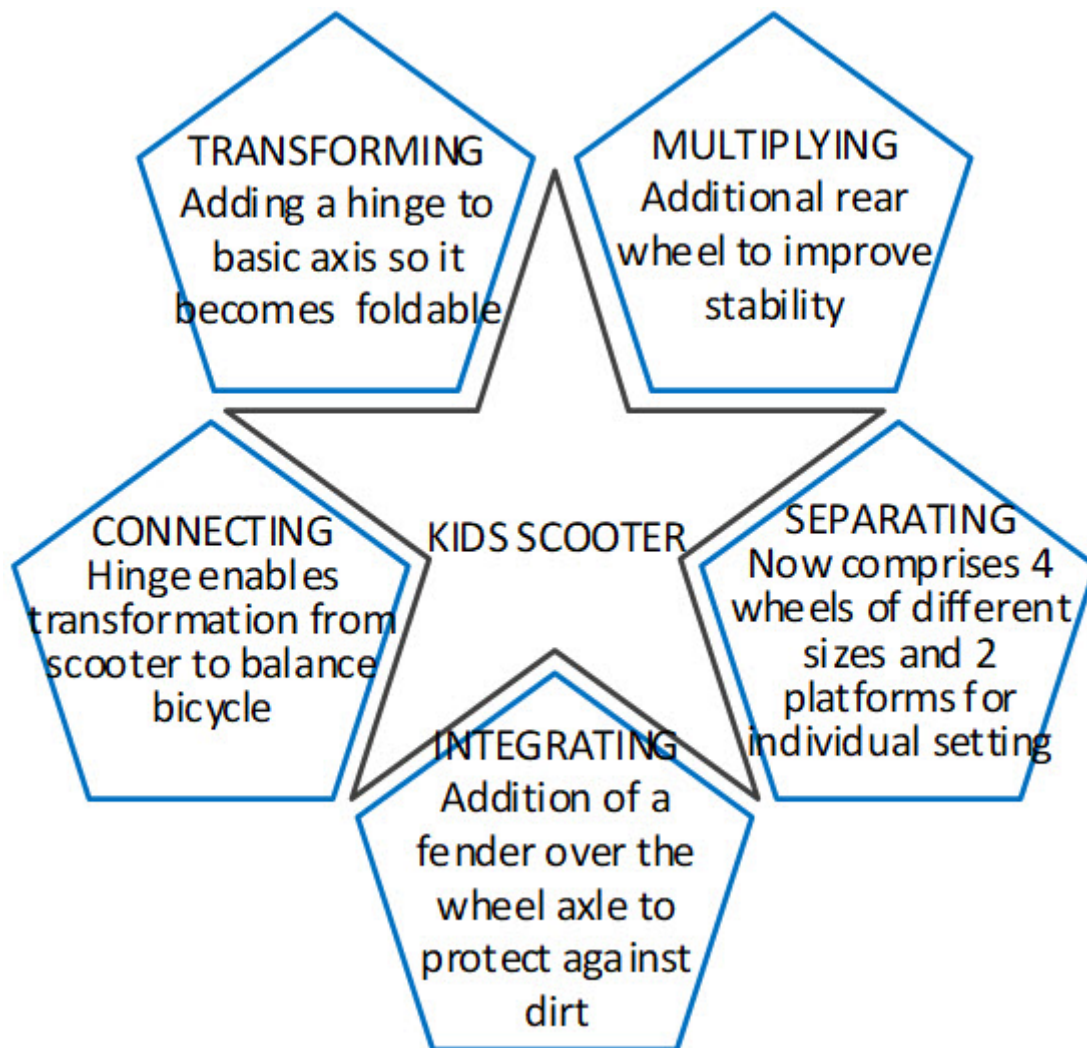 TRANSFORMING
Adding a hinge to
basic axis so it
becomes foldable
MULTIPLYING
Additional rear
wheel to improve
stability
CONNECTING
Hinge enables
transformation from
scooter to balance
bicycle
KIDS SCOOTER
SEPARATING
Now comprises 4
wheels of different
sizes and 2
platforms for
individual setting
INTEGRATING
Addition of a
fender over the
wheel axle to
protect against
dirt